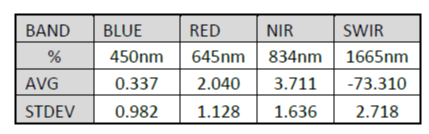 BAND BLUE RED NIR SWIR
% 450nm 645nm 834nm 1665nm
AVG 0.337 2.040 3.711 -73.310
STDEV 0.982 1.128 1.636 2.718